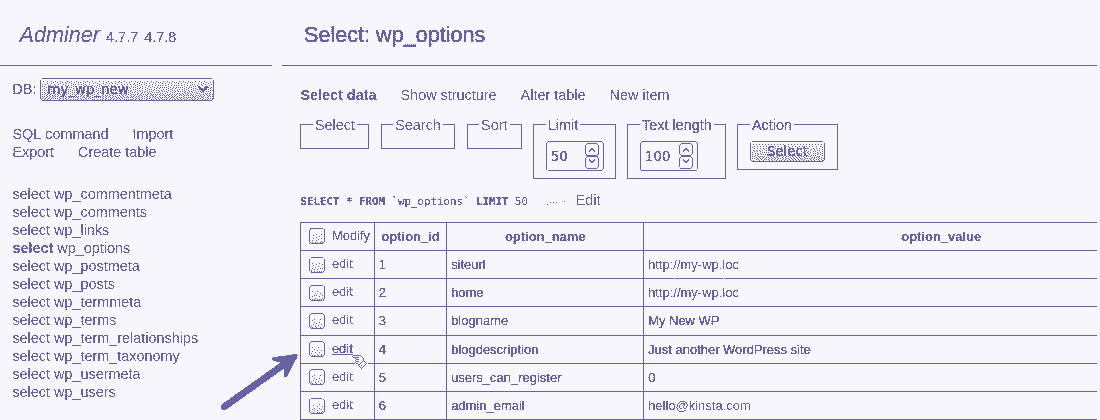 Adminer 4.7.7 4.7.8
Select: wp_options
DB: my_wp_new
SQL command Import
Export Create table
select wp_commentmeta
select wp_comments
select wp_links
select wp_options
select wp_postmeta
select wp_posts
select wp_termmeta
select wp_terms
select wp_term_relationships
select wp_term_taxonomy
select wp_usermeta
select wp_users
Select data Show structure Alter table New item
Select Search Sort Limit Text length Action
50 100 Select
SELECT * FROM `wp_options` LIMIT 50 Edit
Modify option_id option_name option_value
edit 1 siteurl http://my-wp.loc
edit 2 home http://my-wp.loc
edit 3 blogname My New WP
edit 4 blogdescription Just another WordPress site
edit 5 users_can_register 0
edit 6 admin_email hello@kinsta.com